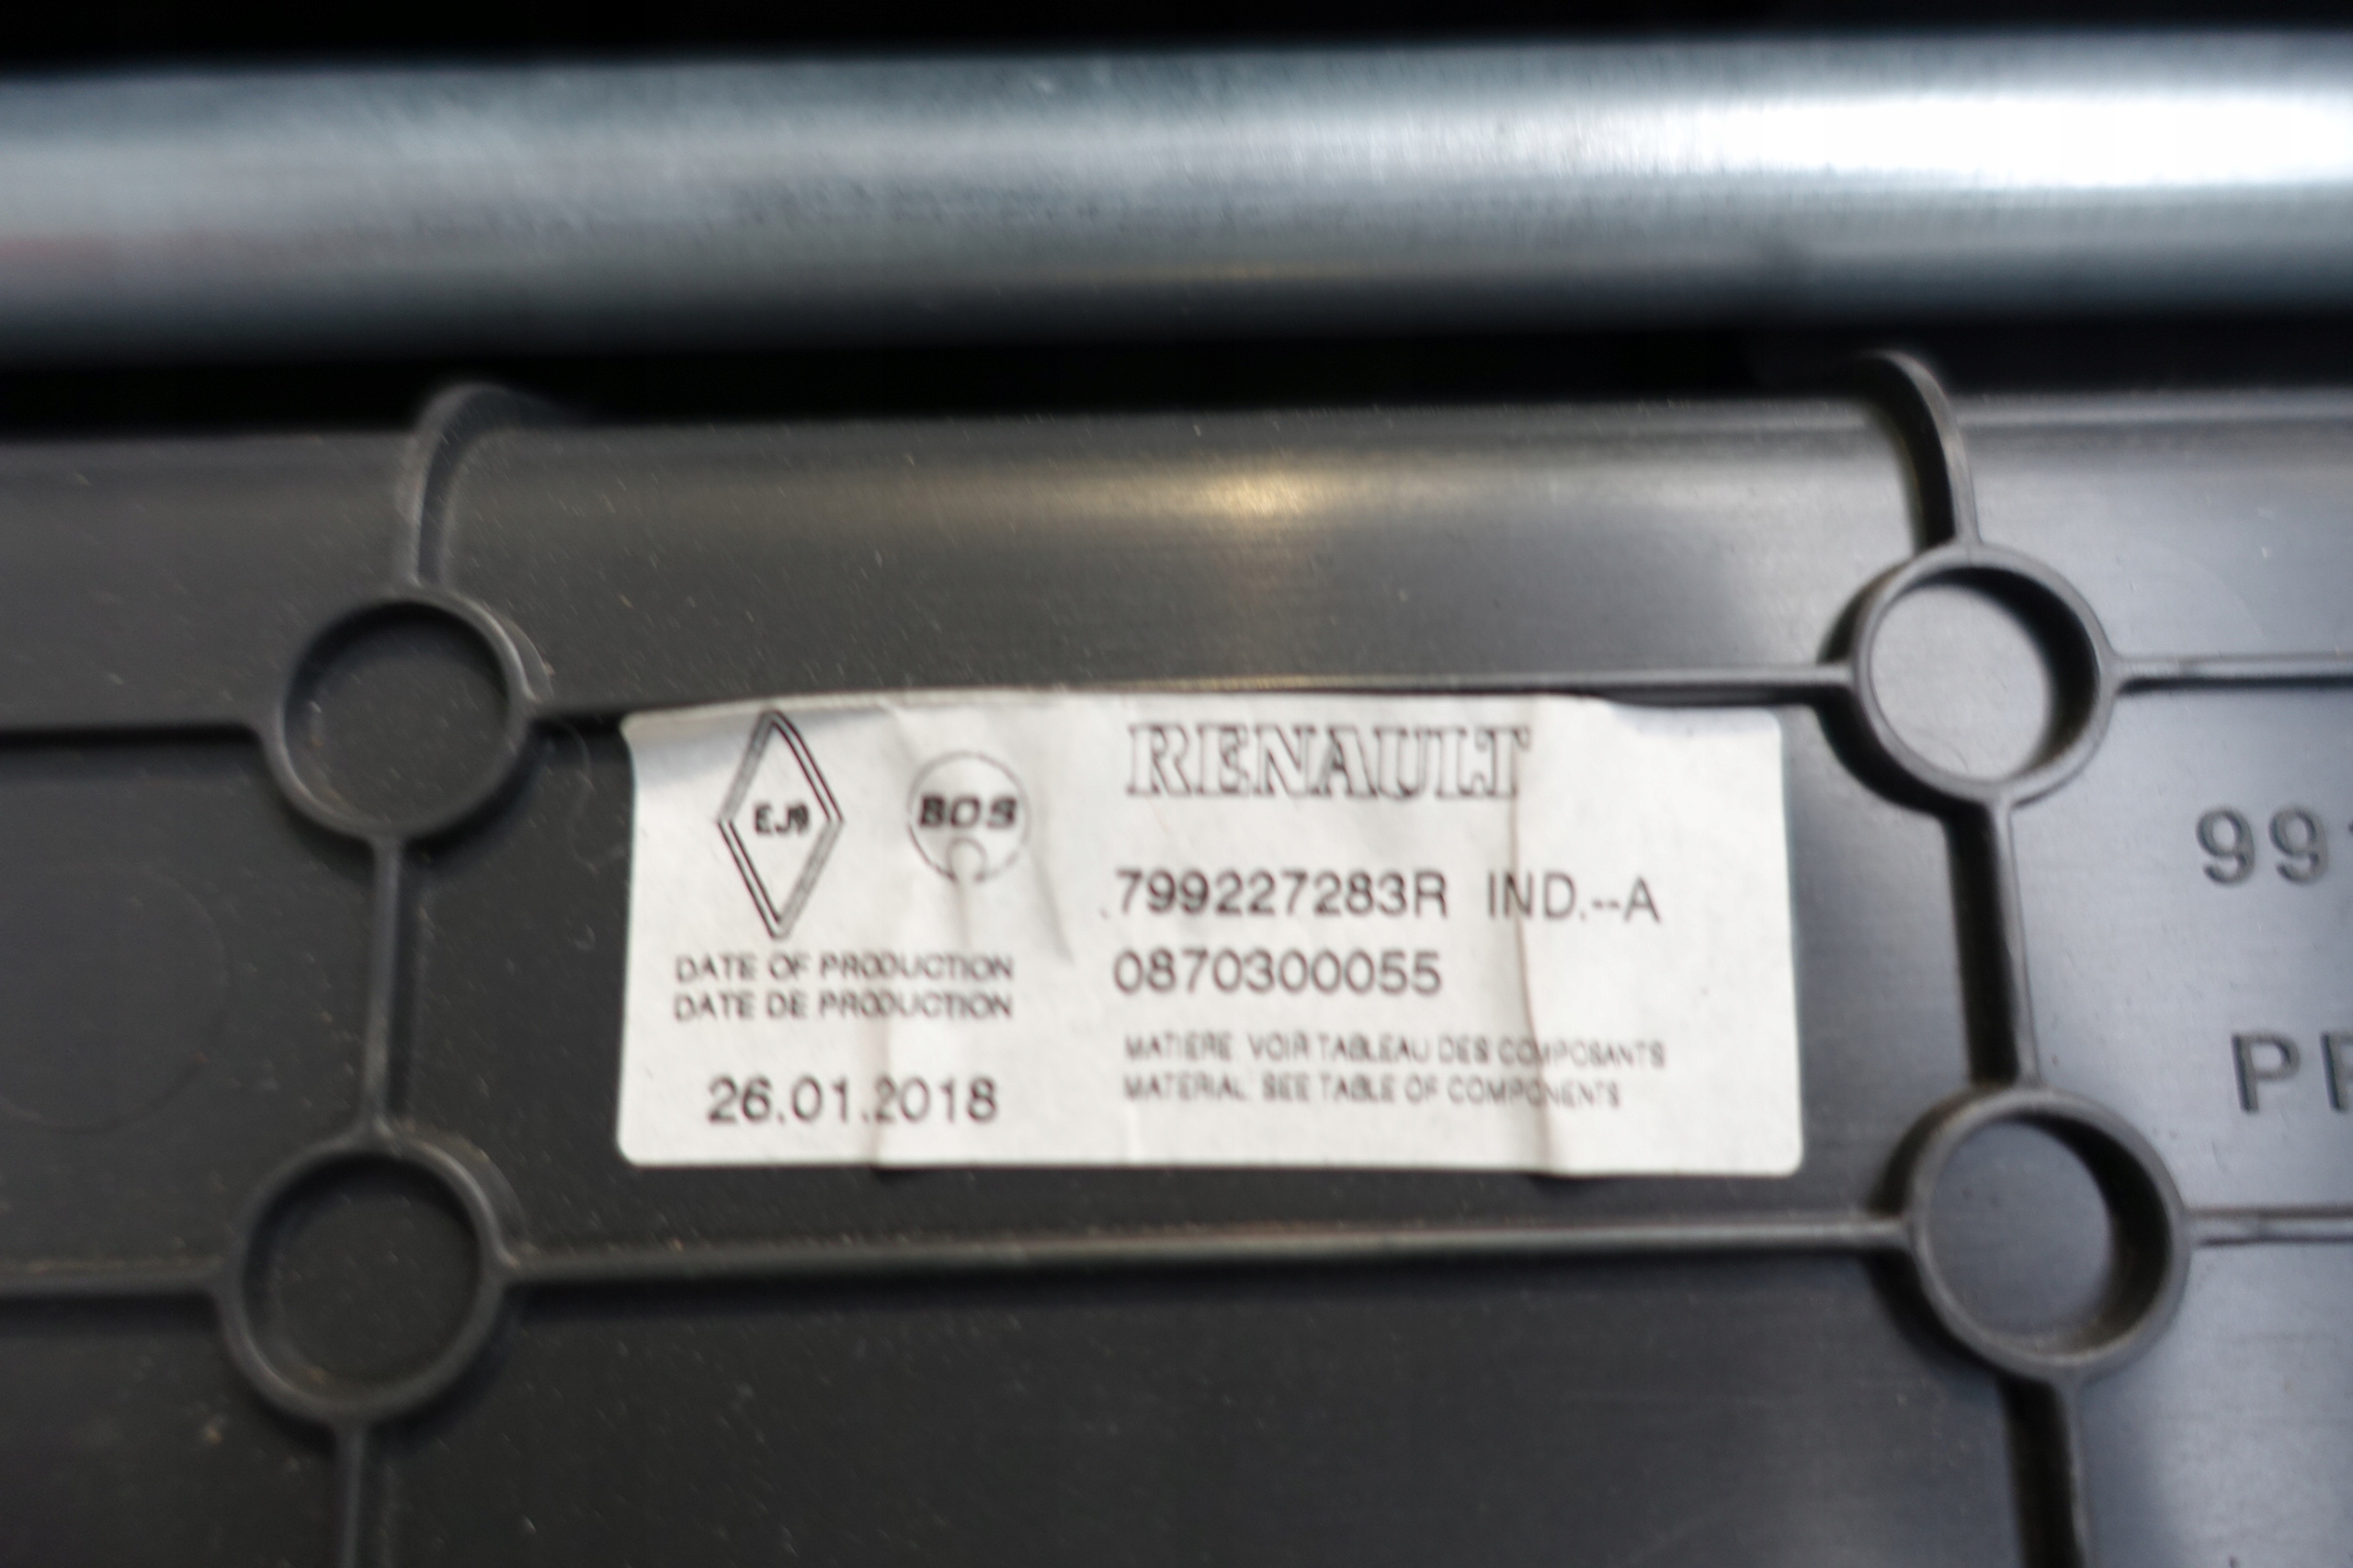 EJ9
BOS
RENAULT
.799227283R IND.--A
0870300055
DATE OF PRODUCTION
DATE DE PRODUCTION
26.01.2018
MATIERE: VOIR TABLEAU DES COMPOSANTS
MATERIAL: SEE TABLE OF COMPONENTS
99